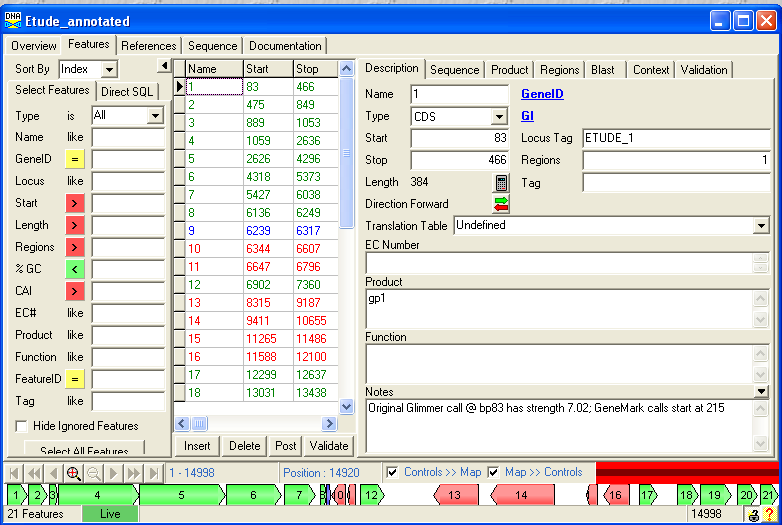 DNA Etude_annotated
Overview Features References Sequence Documentation
Sort By Index
Select Features Direct SQL
Type is All
Name like
GeneID =
Locus like
Start >
Length >
Regions >
% GC <
CAI >
EC# like
Product like
Function like
FeatureID =
Tag like
Hide Ignored Features
Select All Features
Name Start Stop
1 83 466
2 475 849
3 889 1053
4 1059 2636
5 2626 4296
6 4318 5373
7 5427 6038
8 6136 6249
9 6239 6317
10 6344 6607
11 6647 6796
12 6902 7360
13 8315 9187
14 9411 10655
15 11265 11486
16 11588 12100
17 12299 12637
18 13031 13438
Insert Delete Post Validate
Description Sequence Product Regions Blast Context Validation
Name 1 GeneID
Type CDS GI
Start 83 Locus Tag ETUDE_1
Stop 466 Regions 1
Length 384 Tag
Direction Forward
Translation Table Undefined
EC Number
Product
gp1
Function
Notes
Original Glimmer call @ bp83 has strength 7.02; GeneMark calls start at 215
1 - 14998 Position : 14920 Controls >> Map Map >> Controls
1 2 3 4 5 6 7 8 12 13 14 16 17 18 19 20 21
21 Features Live 14998 ?